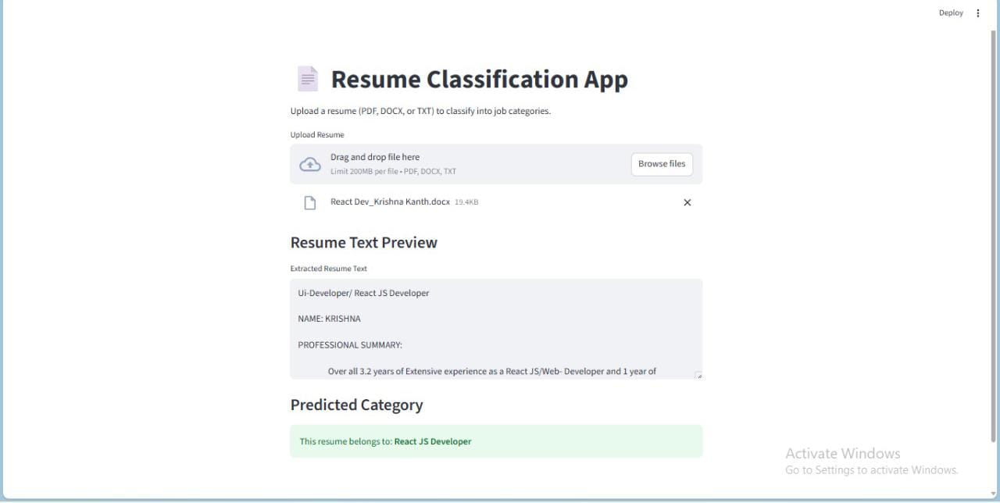 Deploy
Resume Classification App
Upload a resume (PDF, DOCX, or TXT) to classify into job categories.
Upload Resume
Drag and drop file here
Limit 200MB per file • PDF, DOCX, TXT
Browse files
React Dev_Krishna Kanth.docx 19.4KB
Resume Text Preview
Extracted Resume Text
Ui-Developer/ React JS Developer
NAME: KRISHNA
PROFESSIONAL SUMMARY:
Over all 3.2 years of Extensive experience as a React JS/Web- Developer and 1 year of
Predicted Category
This resume belongs to: React JS Developer
Activate Windows
Go to Settings to activate Windows.